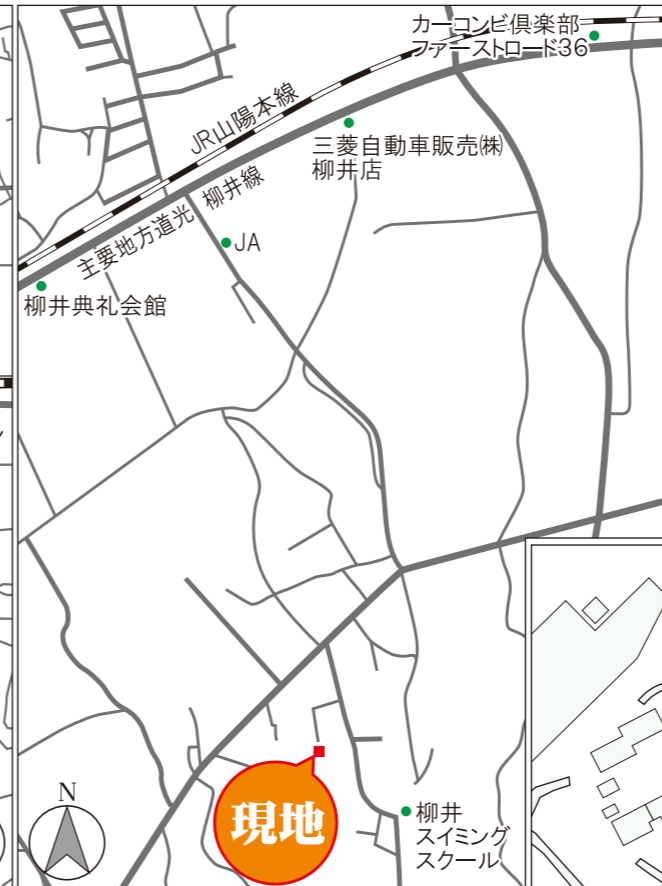 カーコンビ倶楽部
ファーストロード36
JR山陽本線
三菱自動車販売㈱
柳井店
主要地方道光 柳井線
JA
柳井典礼会館
N
現地
柳井
スイミング
スクール